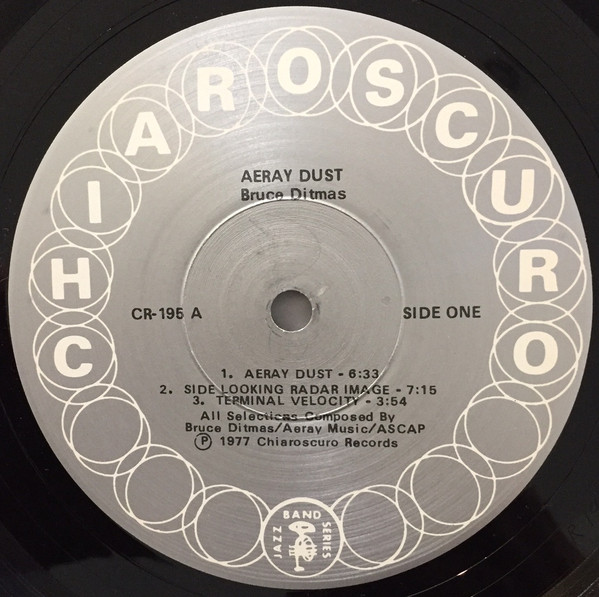 CHIAROSCURO
AERAY DUST
Bruce Ditmas
CR-195 A
SIDE ONE
1. AERAY DUST - 6:33
2. SIDE LOOKING RADAR IMAGE - 7:15
3. TERMINAL VELOCITY - 3:54
All Selections Composed By
Bruce Ditmas/Aeray Music/ASCAP
Ⓟ 1977 Chiaroscuro Records
JAZZ BAND SERIES